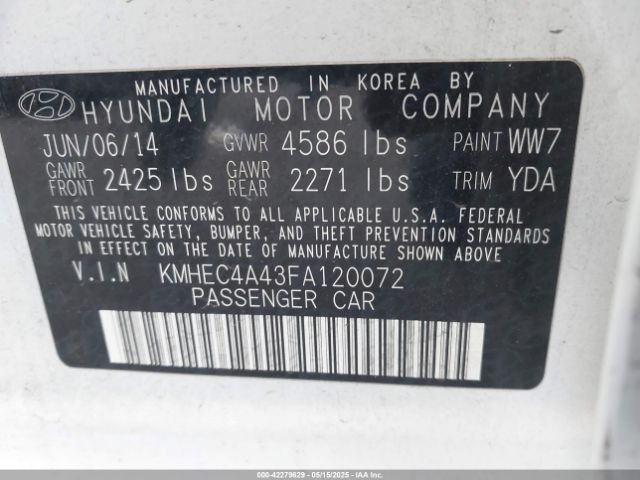 MANUFACTURED IN KOREA BY
HYUNDAI MOTOR COMPANY
JUN/06/14 GVWR 4586 lbs PAINT WW7
GAWR FRONT 2425 lbs GAWR REAR 2271 lbs TRIM YDA
THIS VEHICLE CONFORMS TO ALL APPLICABLE U.S.A. FEDERAL
MOTOR VEHICLE SAFETY, BUMPER, AND THEFT PREVENTION STANDARDS
IN EFFECT ON THE DATE OF MANUFACTURE SHOWN ABOVE.
V.I.N KMHEC4A43FA120072
PASSENGER CAR
000-42279629 05/15/2025 IAAI.COM